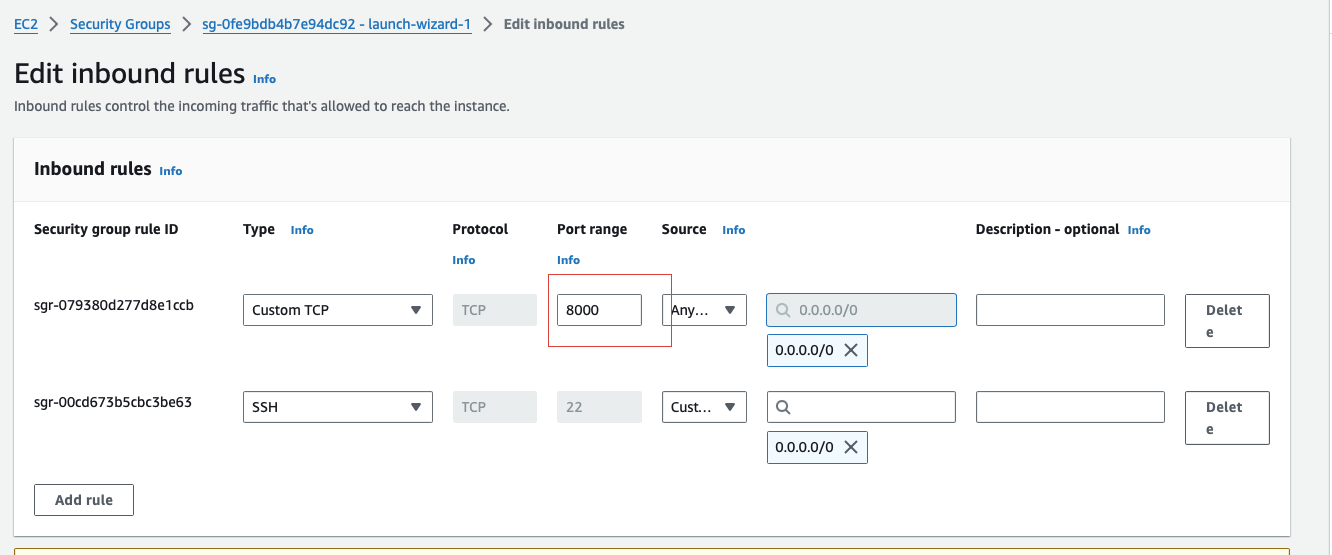 EC2 > Security Groups > sg-0fe9bdb4b7e94dc92 - launch-wizard-1 > Edit inbound rules
Edit inbound rules Info
Inbound rules control the incoming traffic that's allowed to reach the instance.
Inbound rules Info
Security group rule ID Type Info Protocol Port range Source Info Description - optional Info
Info Info
sgr-079380d277d8e1ccb Custom TCP TCP 8000 Any... 0.0.0.0/0 Delet
e
0.0.0.0/0
sgr-00cd673b5cbc3be63 SSH TCP 22 Cust... Delet
e
0.0.0.0/0
Add rule